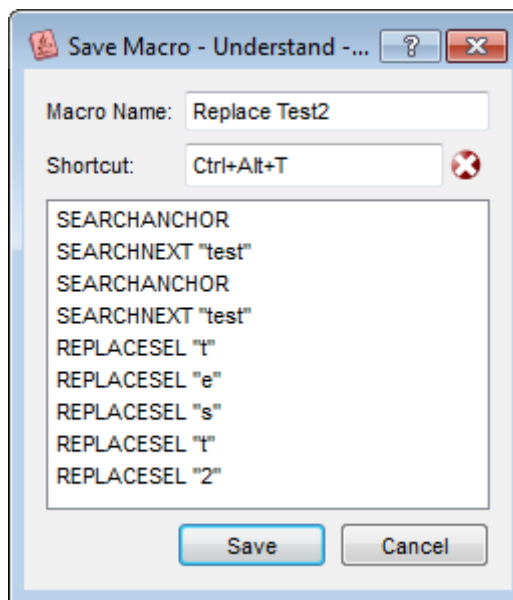 Save Macro - Understand -...
Macro Name: Replace Test2
Shortcut: Ctrl+Alt+T
SEARCHANCHOR
SEARCHNEXT "test"
SEARCHANCHOR
SEARCHNEXT "test"
REPLACESEL "t"
REPLACESEL "e"
REPLACESEL "s"
REPLACESEL "t"
REPLACESEL "2"
Save Cancel